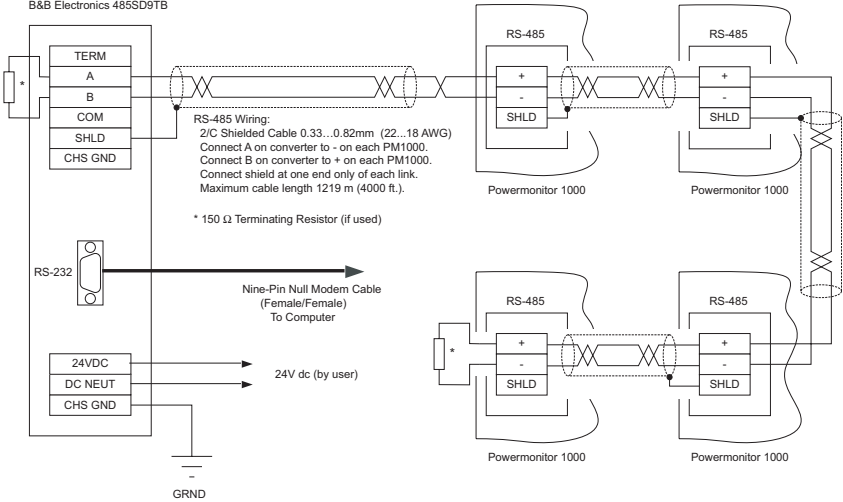 B&B Electronics 485SD9TB
TERM
A
B
COM
SHLD
CHS GND
*
RS-485 Wiring:
2/C Shielded Cable 0.33...0.82mm (22...18 AWG)
Connect A on converter to - on each PM1000.
Connect B on converter to + on each PM1000.
Connect shield at one end only of each link.
Maximum cable length 1219 m (4000 ft.).
* 150 Ω Terminating Resistor (if used)
RS-485
+
-
SHLD
Powermonitor 1000
RS-485
+
-
SHLD
Powermonitor 1000
RS-232
Nine-Pin Null Modem Cable
(Female/Female)
To Computer
24VDC
DC NEUT
CHS GND
24V dc (by user)
GRND
*
RS-485
+
-
SHLD
Powermonitor 1000
RS-485
+
-
SHLD
Powermonitor 1000